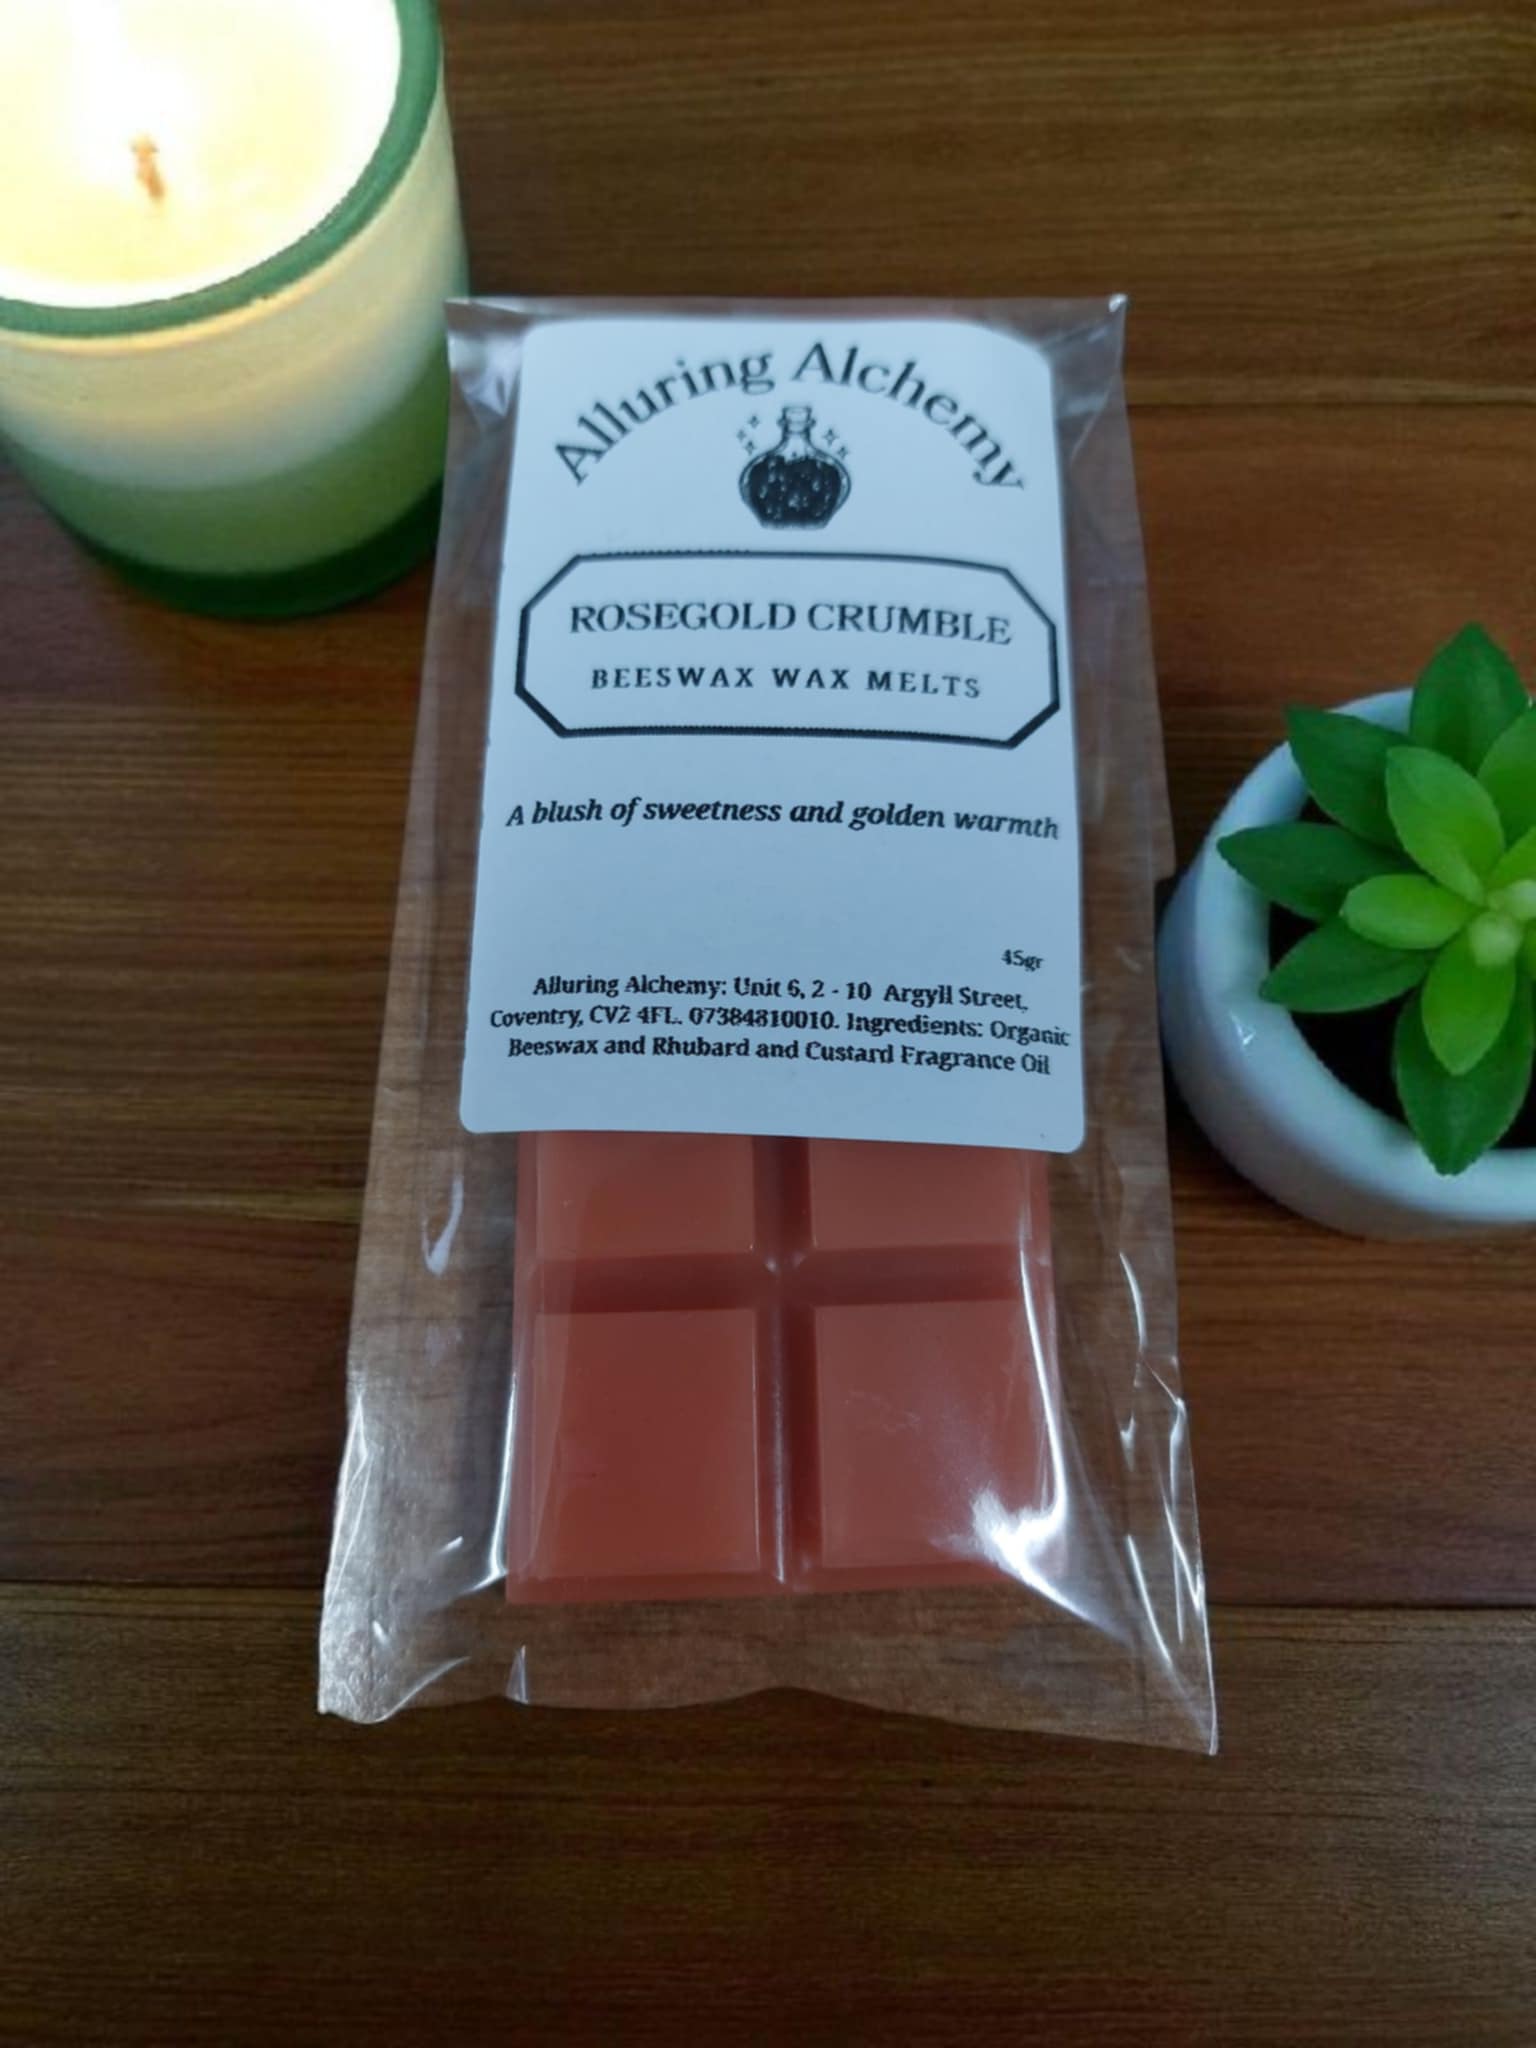 Alluring Alchemy
ROSEGOLD CRUMBLE
BEESWAX WAX MELTS
A blush of sweetness and golden warmth
45gr
Alluring Alchemy: Unit 6, 2 - 10 Argyll Street,
Coventry, CV2 4FL. 07384810010. Ingredients: Organic
Beeswax and Rhubard and Custard Fragrance Oil